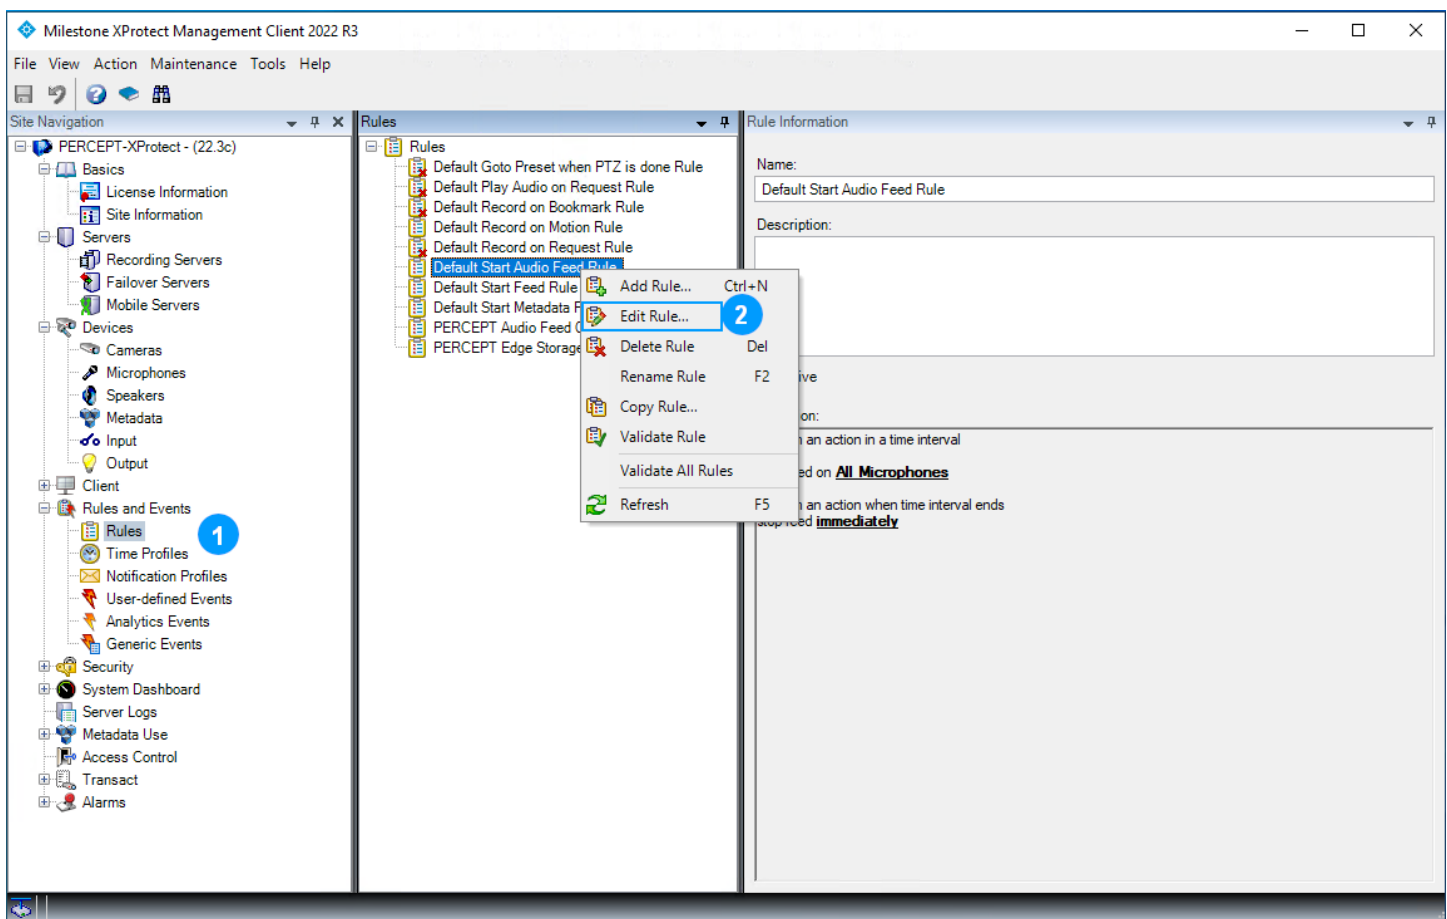 Milestone XProtect Management Client 2022 R3
File View Action Maintenance Tools Help
Site Navigation
PERCEPT-XProtect - (22.3c)
Basics
License Information
Site Information
Servers
Recording Servers
Failover Servers
Mobile Servers
Devices
Cameras
Microphones
Speakers
Metadata
Input
Output
Client
Rules and Events
Rules
1
Time Profiles
Notification Profiles
User-defined Events
Analytics Events
Generic Events
Security
System Dashboard
Server Logs
Metadata Use
Access Control
Transact
Alarms
Rules
Rules
Default Goto Preset when PTZ is done Rule
Default Play Audio on Request Rule
Default Record on Bookmark Rule
Default Record on Motion Rule
Default Record on Request Rule
Default Start Audio Feed Rule
Default Start Feed Rule
Default Start Metadata F
PERCEPT Audio Feed
PERCEPT Edge Storage
Add Rule... Ctrl+N
Edit Rule...
2
Delete Rule Del
Rename Rule F2
Copy Rule...
Validate Rule
Validate All Rules
Refresh F5
Rule Information
Name:
Default Start Audio Feed Rule
Description:
ive
on:
an action in a time interval
ed on All Microphones
an action when time interval ends
stop feed immediately